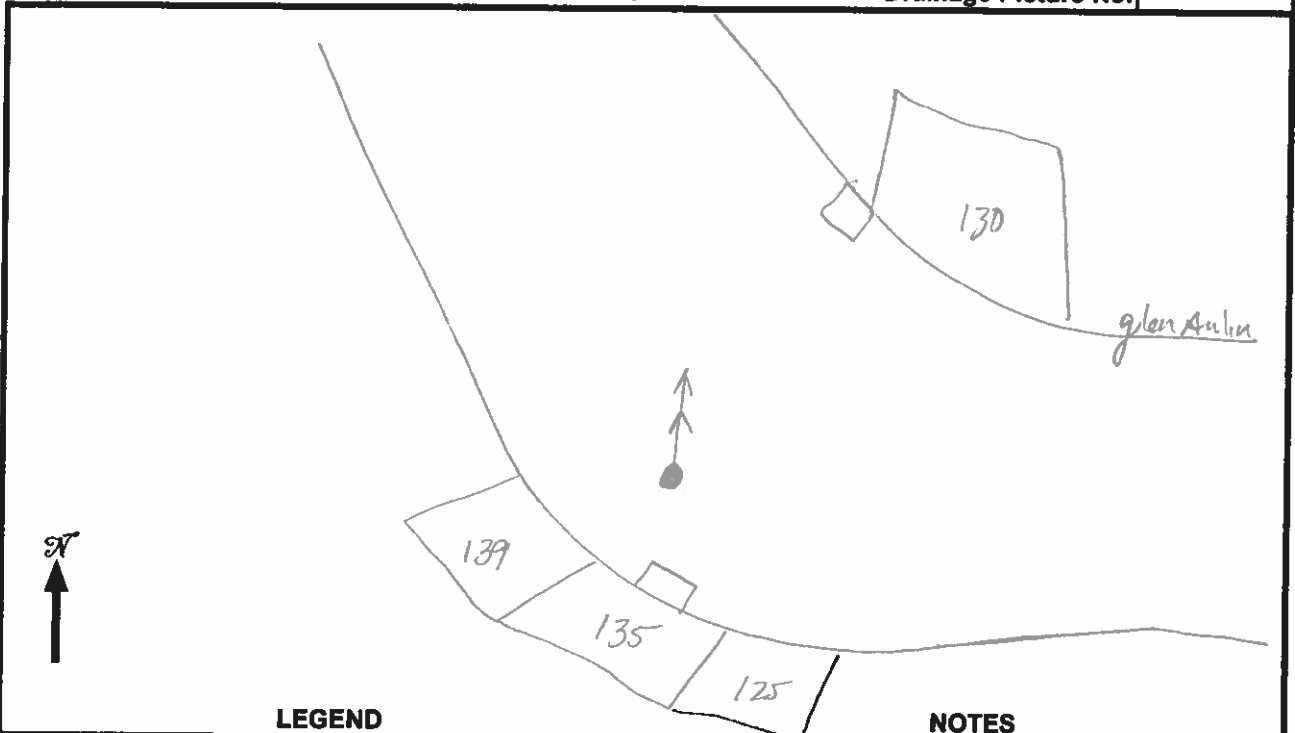 Drainage Picture No.
130
glen Aulin
N
139
135
125
LEGEND
NOTES